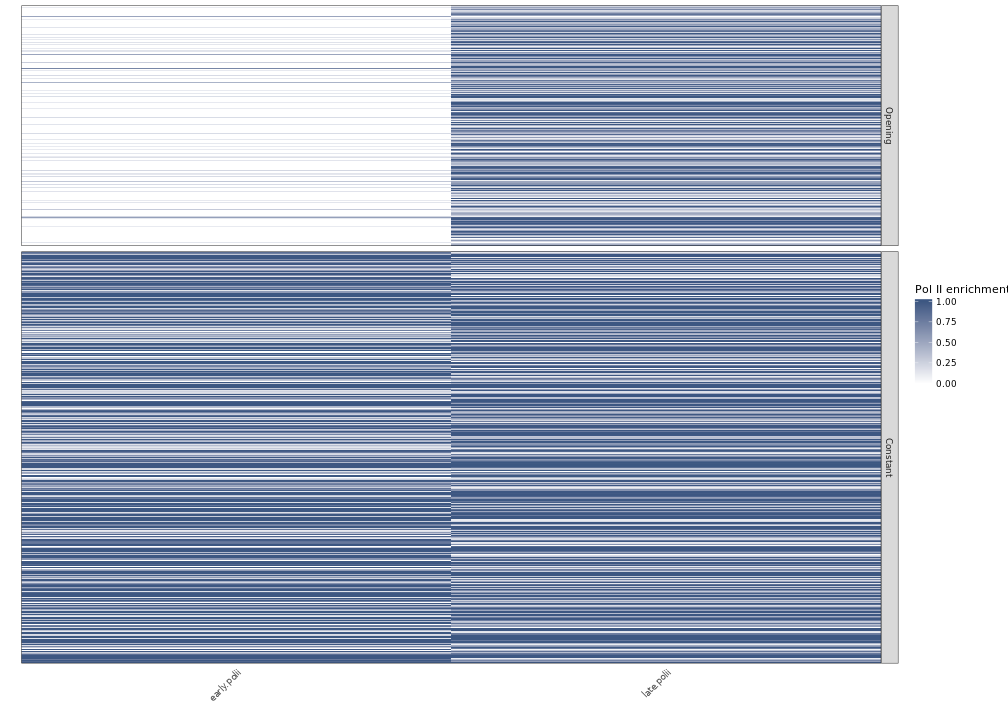 Opening
Pol II enrichment
1.00
0.75
0.50
0.25
0.00
Constant
early.polii
late.polii